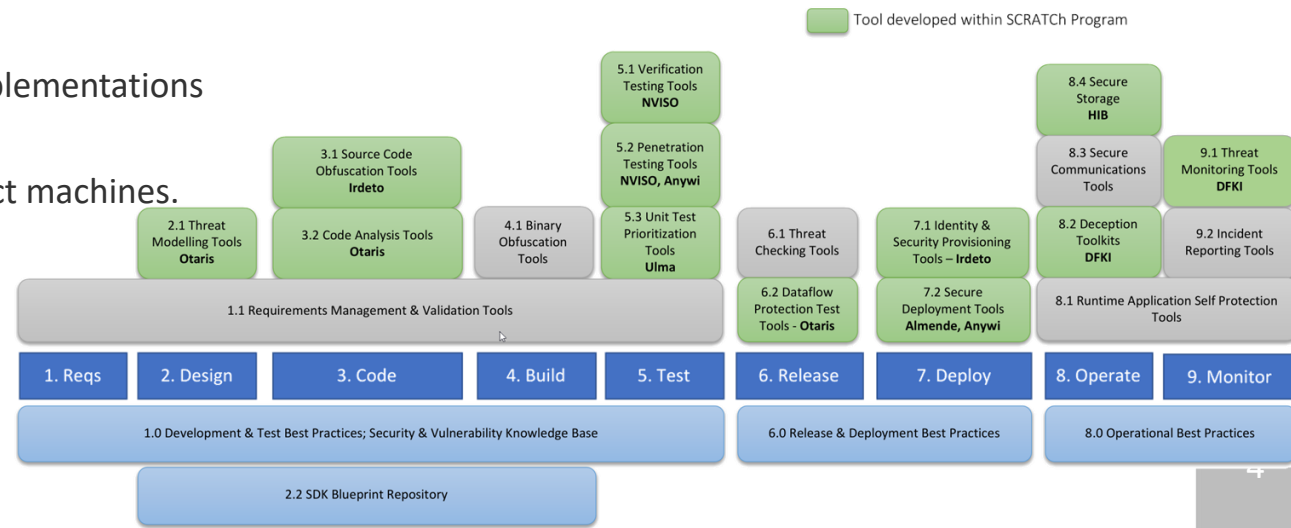 Tool developed within SCRATCh Program
plementations
ct machines.
5.1 Verification
Testing Tools
NVISO
5.2 Penetration
Testing Tools
NVISO, Anywi
5.3 Unit Test
Prioritization
Tools
Ulma
3.1 Source Code
Obfuscation Tools
Irdeto
3.2 Code Analysis Tools
Otaris
2.1 Threat
Modelling Tools
Otaris
4.1 Binary
Obfuscation
Tools
1.1 Requirements Management & Validation Tools
6.1 Threat
Checking Tools
6.2 Dataflow
Protection Test
Tools - Otaris
7.1 Identity &
Security Provisioning
Tools – Irdeto
7.2 Secure
Deployment Tools
Almende, Anywi
8.4 Secure
Storage
HIB
8.3 Secure
Communications
Tools
8.2 Deception
Toolkits
DFKI
9.1 Threat
Monitoring Tools
DFKI
9.2 Incident
Reporting Tools
8.1 Runtime Application Self Protection
Tools
1. Reqs
2. Design
3. Code
4. Build
5. Test
6. Release
7. Deploy
8. Operate
9. Monitor
1.0 Development & Test Best Practices; Security & Vulnerability Knowledge Base
6.0 Release & Deployment Best Practices
8.0 Operational Best Practices
2.2 SDK Blueprint Repository
4